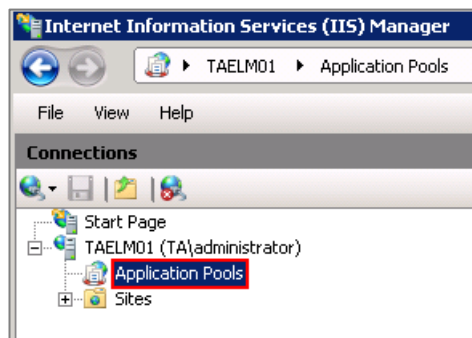 Internet Information Services (IIS) Manager
TAELM01 Application Pools
File View Help
Connections
Start Page
TAELM01 (TA\administrator)
Application Pools
Sites